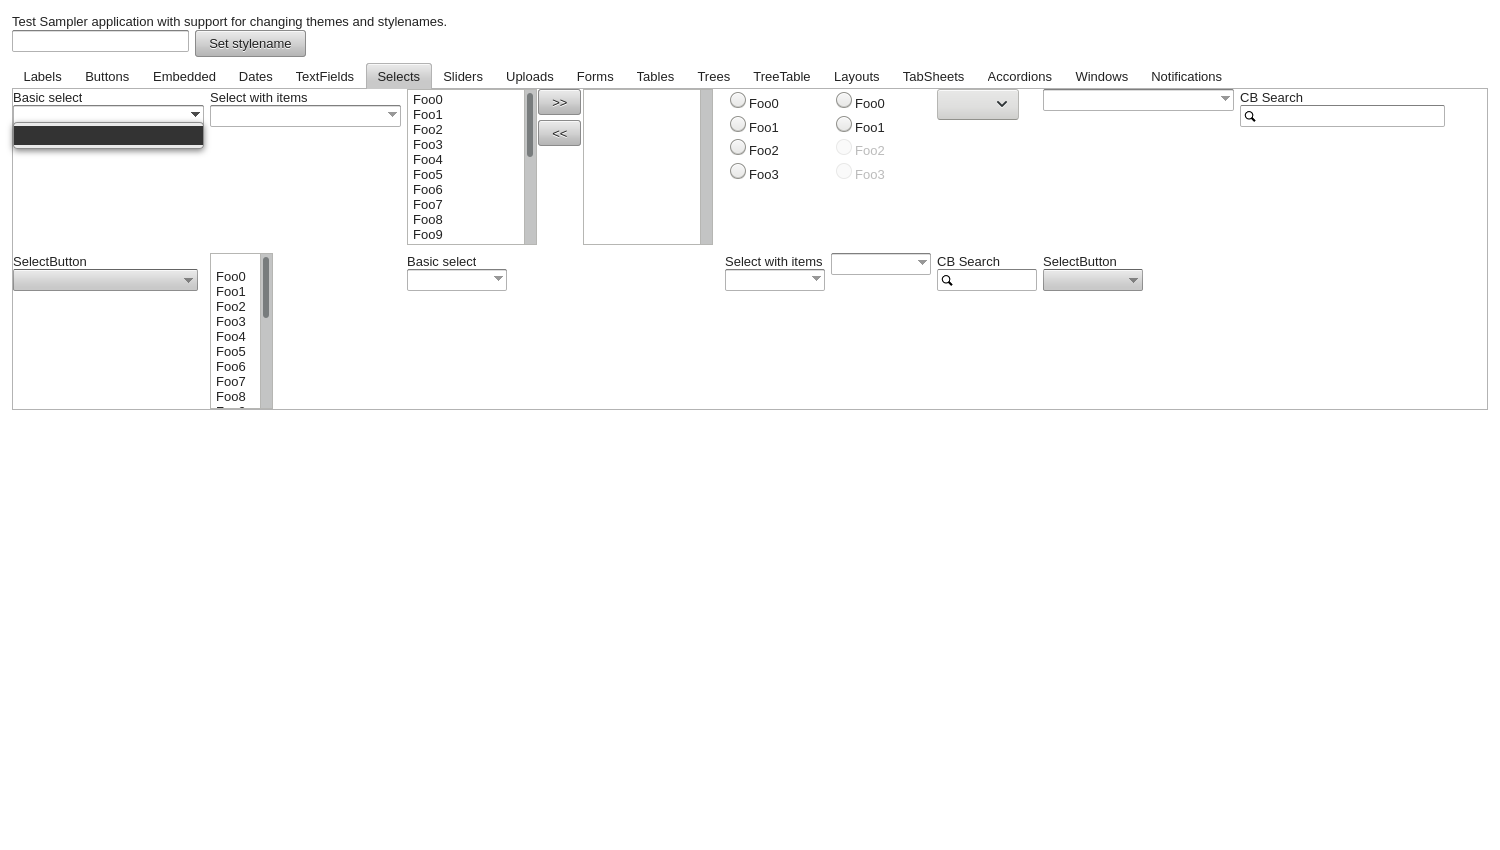 Test Sampler application with support for changing themes and stylenames.
Set stylename
Labels Buttons Embedded Dates TextFields Selects Sliders Uploads Forms Tables Trees TreeTable Layouts TabSheets Accordions Windows Notifications
Basic select
Select with items
Foo0
Foo1
Foo2
Foo3
Foo4
Foo5
Foo6
Foo7
Foo8
Foo9
>>
<<
Foo0
Foo1
Foo2
Foo3
Foo0
Foo1
Foo2
Foo3
CB Search
SelectButton
Foo0
Foo1
Foo2
Foo3
Foo4
Foo5
Foo6
Foo7
Foo8
Basic select
Select with items
CB Search
SelectButton